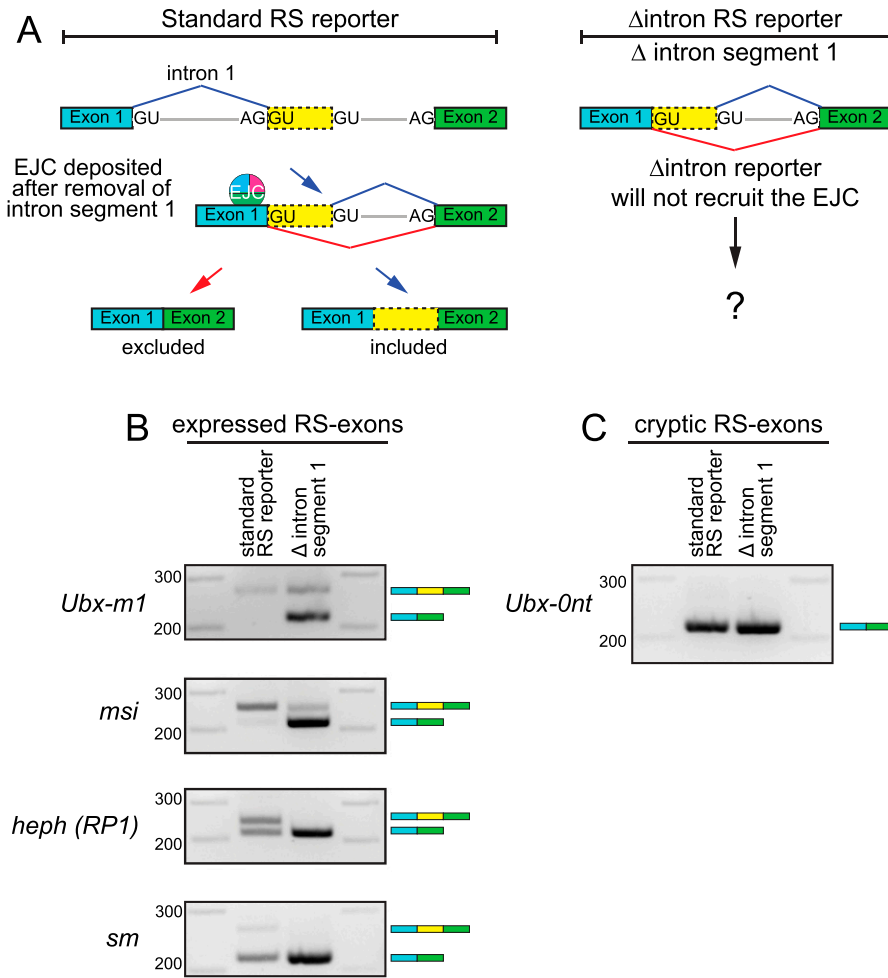 A
Standard RS reporter
Δintron RS reporter
Δ intron segment 1
intron 1
Exon 1 GU AG GU GU AG Exon 2
Exon 1 GU GU AG Exon 2
EJC deposited
after removal of
intron segment 1
EJC
Exon 1 GU GU AG Exon 2
Δintron reporter
will not recruit the EJC
?
Exon 1 Exon 2
excluded
Exon 1 Exon 2
included
B
expressed RS-exons
standard
RS reporter
Δ intron
segment 1
Ubx-m1
300
200
msi
300
200
heph (RP1)
300
200
sm
300
200
C
cryptic RS-exons
standard
RS reporter
Δ intron
segment 1
Ubx-0nt
300
200